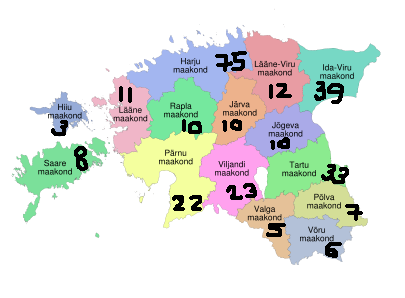 Harju
maakond
75
Lääne-Viru
maakond
12
Ida-Viru
maakond
39
Hiiu
maakond
3
11
Lääne
maakond
Rapla
maakond
10
Järva
maakond
10
Jõgeva
maakond
10
Saare
maakond
8
Pärnu
maakond
22
Viljandi
maakond
23
Tartu
maakond
33
Valga
maakond
5
Põlva
maakond
7
Võru
maakond
6